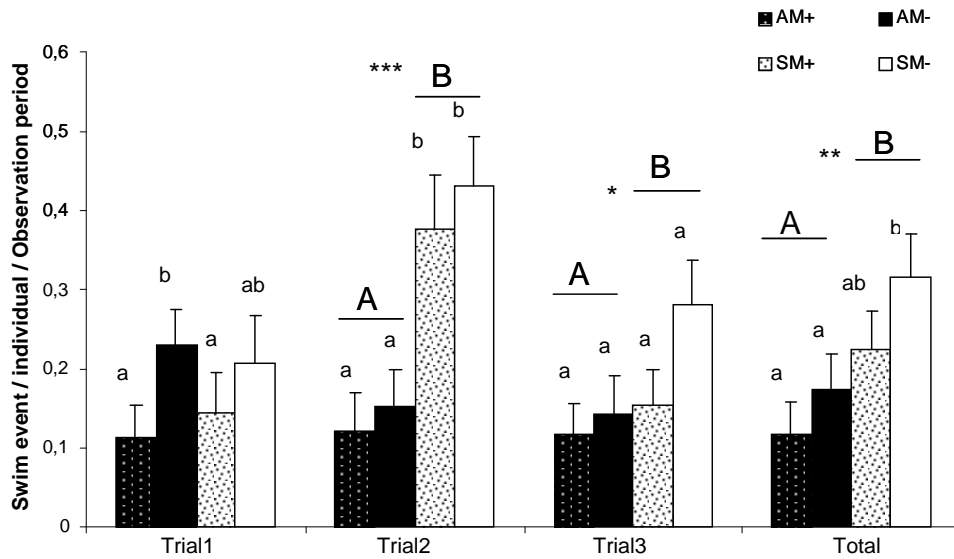 AM+ AM-
SM+ SM-
Swim event / individual / Observation period
0,6
0,5
0,4
0,3
0,2
0,1
0
a b a ab
*** A B
a a b b
* A B
a a a a
** A B
a a ab b
Trial1 Trial2 Trial3 Total